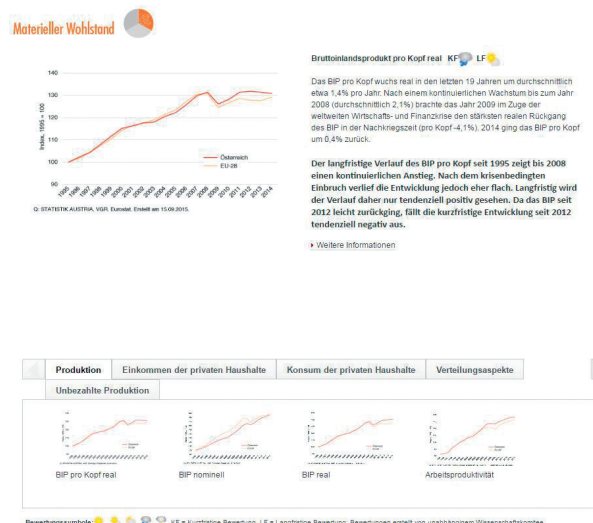 Materieller Wohlstand
Bruttoinlandsprodukt pro Kopf real KF LF
Das BIP pro Kopf wuchs real in den letzten 19 Jahren um durchschnittlich
etwa 1,4% pro Jahr. Nach einem kontinuierlichen Wachstum bis zum Jahr
2008 (durchschnittlich 2,1%) brachte das Jahr 2009 im Zuge der
weltweiten Wirtschafts- und Finanzkrise den stärksten realen Rückgang
des BIP in der Nachkriegszeit (pro Kopf -4,1%). 2014 ging das BIP pro Kopf
um 0,4% zurück.
Der langfristige Verlauf des BIP pro Kopf seit 1995 zeigt bis 2008
einen kontinuierlichen Anstieg. Nach dem krisenbedingten
Einbruch verlief die Entwicklung jedoch eher flach. Langfristig wird
der Verlauf daher nur tendenziell positiv gesehen. Da das BIP seit
2012 leicht zurückging, fällt die kurzfristige Entwicklung seit 2012
tendenziell negativ aus.
Weitere Informationen
140
130
120
110
100
90
Index, 1995 = 100
Österreich
EU-28
1995 1996 1997 1998 1999 2000 2001 2002 2003 2004 2005 2006 2007 2008 2009 2010 2011 2012 2013 2014
Q: STATISTIK AUSTRIA, VGR. Eurostat. Erstellt am 15.09.2015.
Produktion Einkommen der privaten Haushalte Konsum der privaten Haushalte Verteilungsaspekte
Unbezahlte Produktion
BIP pro Kopf real BIP nominell BIP real Arbeitsproduktivität
Bewertungssymbole: KF = Kurzfristige Bewertung, LF = Langfristige Bewertung; Bewertungen erstellt von unabhängigem Wissenschaftskomitee